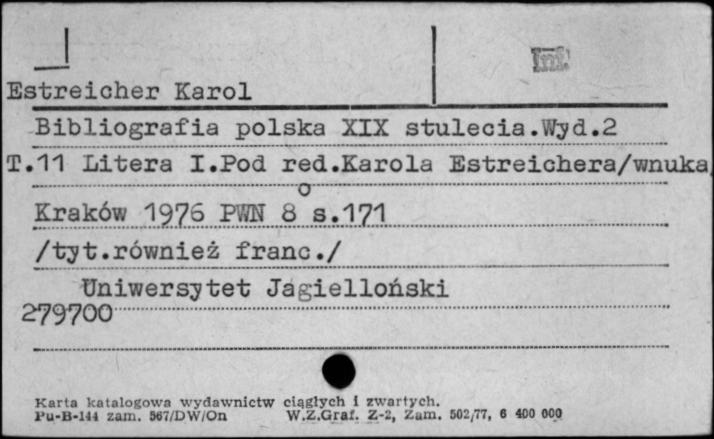 Inf.
Estreicher Karol
Bibliografia polska XIX stulecia.Wyd.2
T.11 Litera I.Pod red.Karola Estreichera/wnuka
Kraków 1976 PWN 8° s.171
/tyt.również franc./
Uniwersytet Jagielloński
279700
Karta katalogowa wydawnictw ciągłych i zwartych.
Pu-B-144 zam. 567/DW/On W.Z.Graf. Z-2, Zam. 502/77, 6 400 000